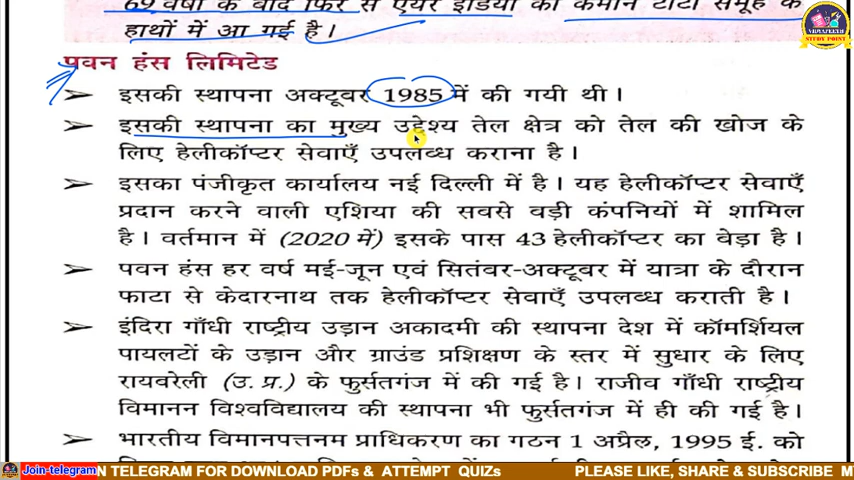 69 वर्षों के बाद फिर से एयर इंडिया की कमान टाटा समूह के
हाथों में आ गई है।
पवन हंस लिमिटेड
➤ इसकी स्थापना अक्टूबर 1985 में की गयी थी।
➤ इसकी स्थापना का मुख्य उद्देश्य तेल क्षेत्र को तेल की खोज के
लिए हेलीकॉप्टर सेवाएँ उपलब्ध कराना है।
➤ इसका पंजीकृत कार्यालय नई दिल्ली में है। यह हेलीकॉप्टर सेवाएँ
प्रदान करने वाली एशिया की सबसे बड़ी कंपनियों में शामिल
है। वर्तमान में (2020 में) इसके पास 43 हेलीकॉप्टर का बेड़ा है।
➤ पवन हंस हर वर्ष मई-जून एवं सितंबर-अक्टूबर में यात्रा के दौरान
फाटा से केदारनाथ तक हेलीकॉप्टर सेवाएँ उपलब्ध कराती है।
➤ इंदिरा गाँधी राष्ट्रीय उड़ान अकादमी की स्थापना देश में कॉमर्शियल
पायलटों के उड़ान और ग्राउंड प्रशिक्षण के स्तर में सुधार के लिए
रायबरेली (उ. प्र.) के फुर्सतगंज में की गई है। राजीव गाँधी राष्ट्रीय
विमानन विश्वविद्यालय की स्थापना भी फुर्सतगंज में ही की गई है।
➤ भारतीय विमानपत्तनम प्राधिकरण का गठन 1 अप्रैल, 1995 ई. को
Join-telegram N TELEGRAM FOR DOWNLOAD PDFs & ATTEMPT QUIZs PLEASE LIKE, SHARE & SUBSCRIBE M
STUDY POINT